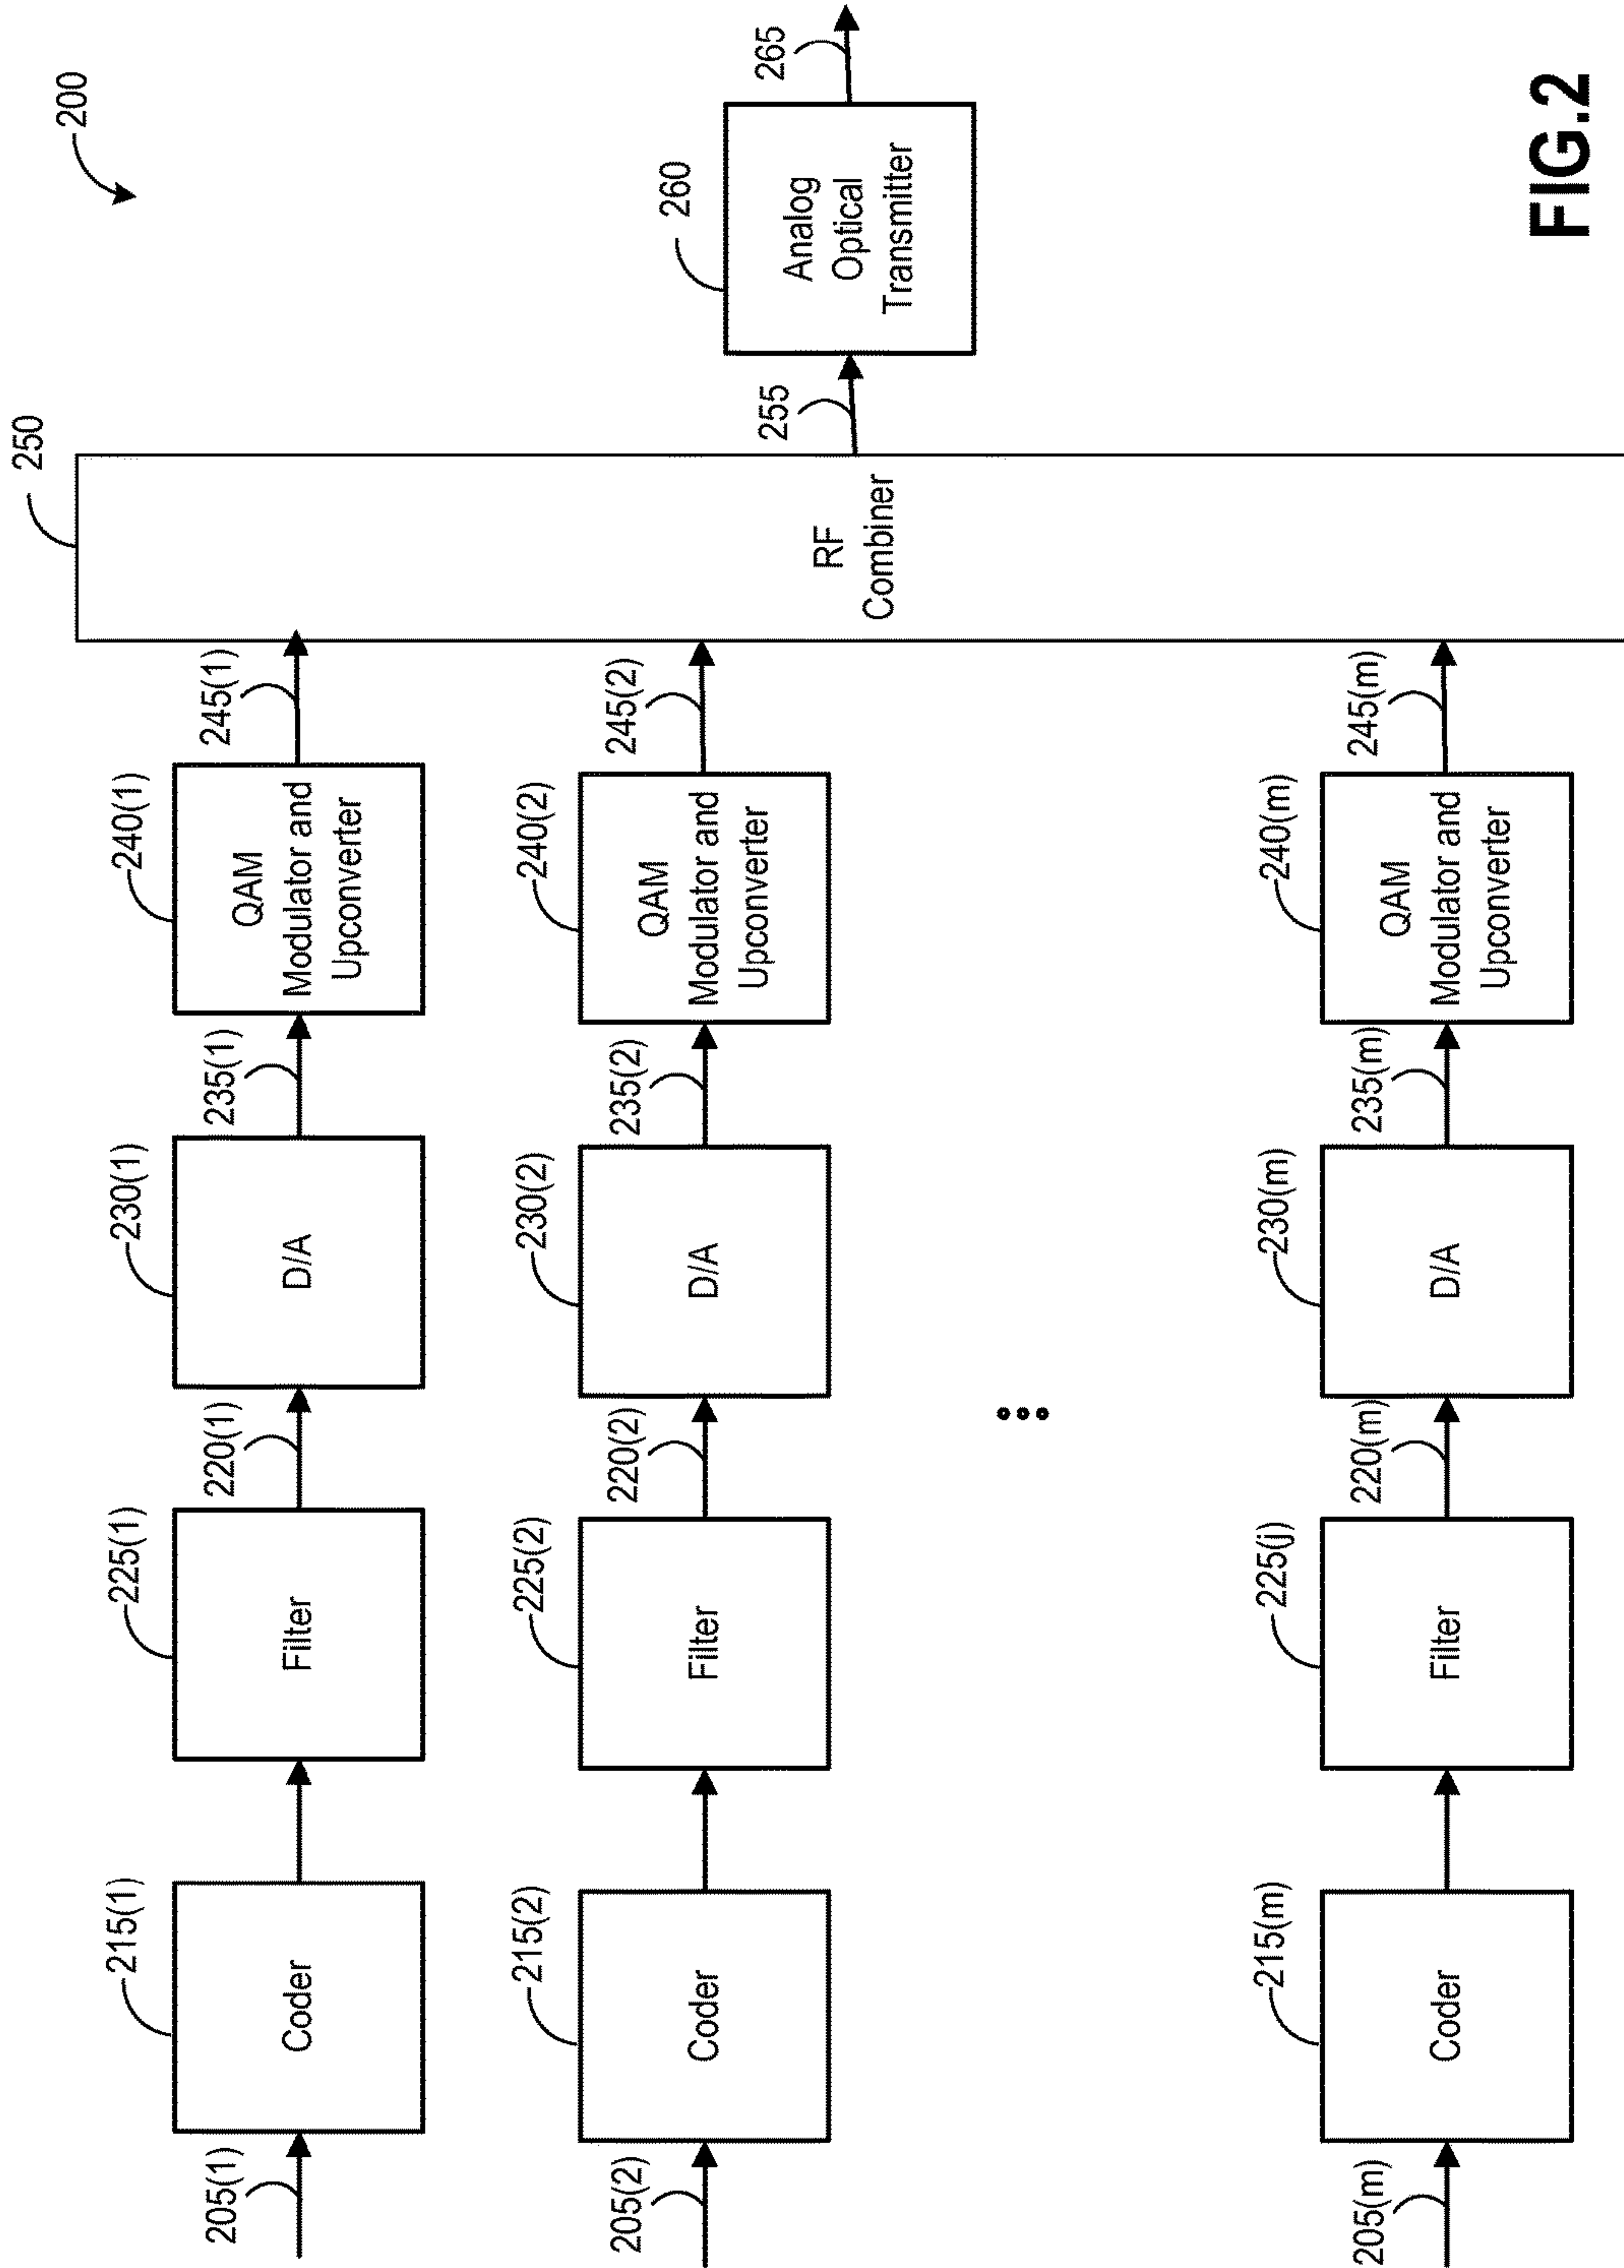 200
205(1)
215(1)
Coder
225(1)
Filter
220(1)
230(1)
D/A
235(1)
240(1)
QAM
Modulator and
Upconverter
245(1)
205(2)
215(2)
Coder
225(2)
Filter
220(2)
230(2)
D/A
235(2)
240(2)
QAM
Modulator and
Upconverter
245(2)
205(m)
215(m)
Coder
225(j)
Filter
220(m)
230(m)
D/A
235(m)
240(m)
QAM
Modulator and
Upconverter
245(m)
250
RF
Combiner
255
260
Analog
Optical
Transmitter
265
FIG.2